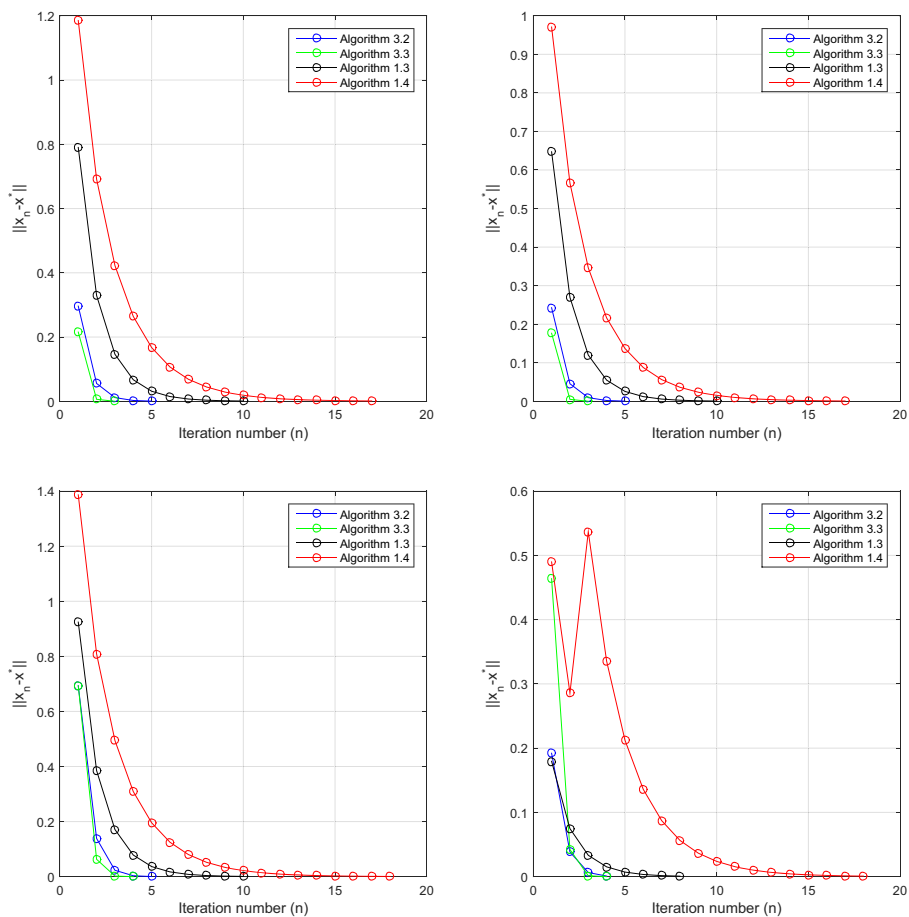 1.2
1
0.8
0.6
0.4
0.2
0
0 5 10 15 20
||x_n-x^*||
Iteration number (n)
Algorithm 3.2
Algorithm 3.3
Algorithm 1.3
Algorithm 1.4
1
0.9
0.8
0.7
0.6
0.5
0.4
0.3
0.2
0.1
0
0 5 10 15 20
||x_n-x^*||
Iteration number (n)
Algorithm 3.2
Algorithm 3.3
Algorithm 1.3
Algorithm 1.4
1.4
1.2
1
0.8
0.6
0.4
0.2
0
0 5 10 15 20
||x_n-x^*||
Iteration number (n)
Algorithm 3.2
Algorithm 3.3
Algorithm 1.3
Algorithm 1.4
0.6
0.5
0.4
0.3
0.2
0.1
0
0 5 10 15 20
||x_n-x^*||
Iteration number (n)
Algorithm 3.2
Algorithm 3.3
Algorithm 1.3
Algorithm 1.4